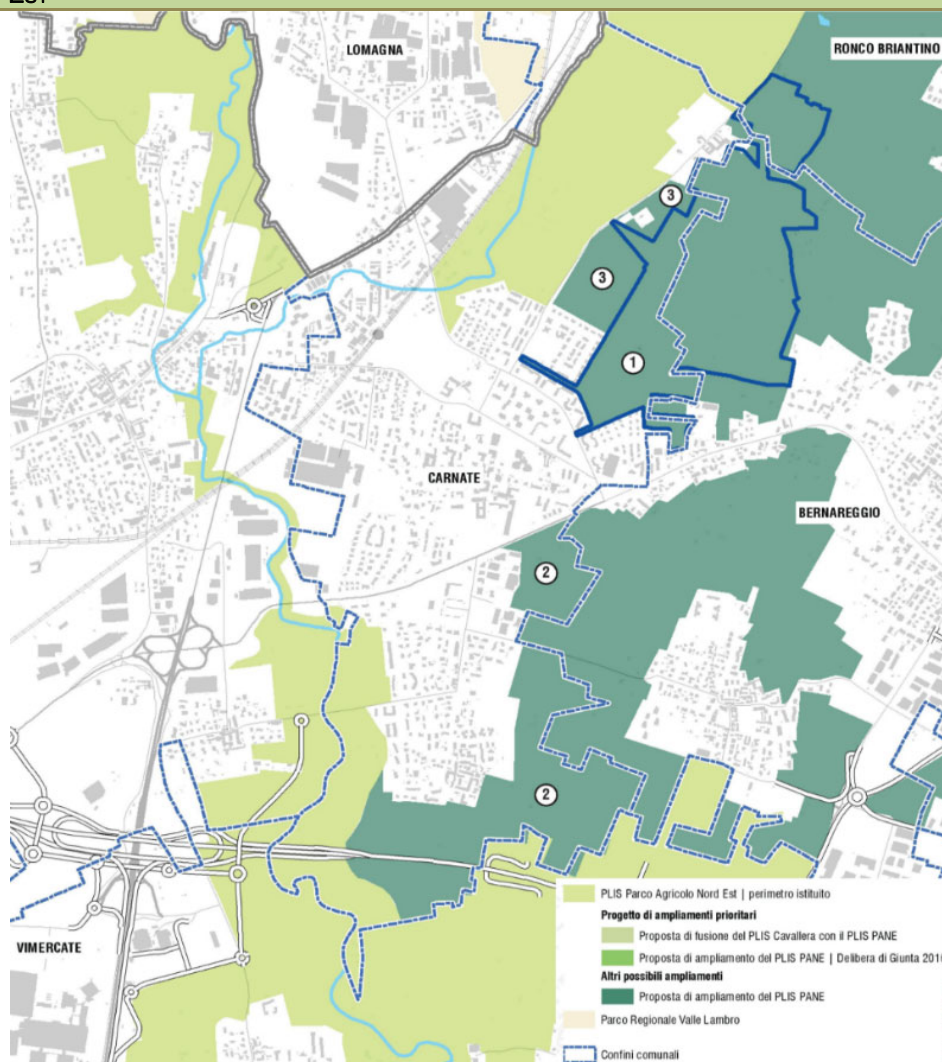 LOMAGNA
RONCO BRIANTINO
3
3
1
CARNATE
BERNAREGGIO
2
2
VIMERCATE
PLIS Parco Agricolo Nord Est | perimetro istituito
Progetto di ampliamenti prioritari
Proposta di fusione del PLIS Cavallera con il PLIS PANE
Proposta di ampliamento del PLIS PANE | Delibera di Giunta 201
Altri possibili ampliamenti
Proposta di ampliamento del PLIS PANE
Parco Regionale Valle Lambro
Confini comunali